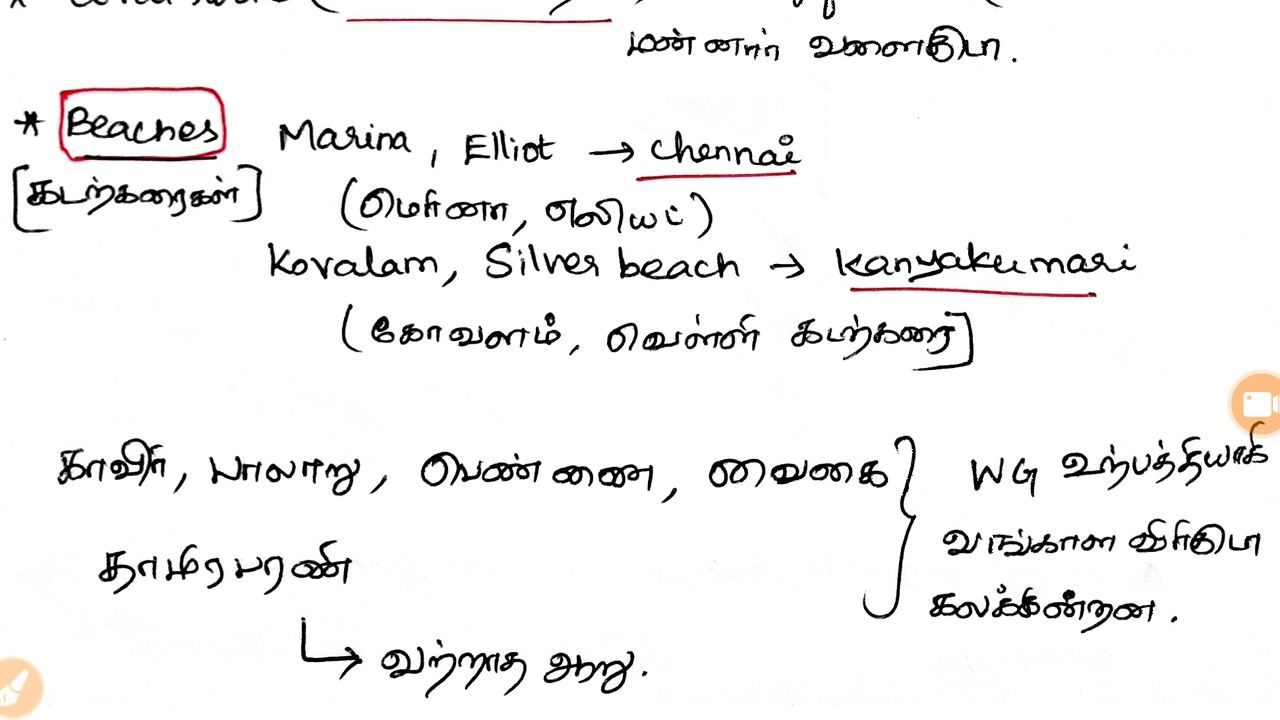 மன்னார் வளைகுடா.
* Beaches Marina, Elliot → Chennai
[கடற்கரைகள்] (மெரினா, எலியட்)
Kovalam, Silver beach → Kanyakumari
(கோவளம், வெள்ளி கடற்கரை]
காவிரி, பாலாறு, பெண்ணை, வைகை } WG உற்பத்தியாகி
தாமிரபரணி வங்காள விரிகுடா
கலக்கின்றன.
↳ வற்றாத ஆறு.